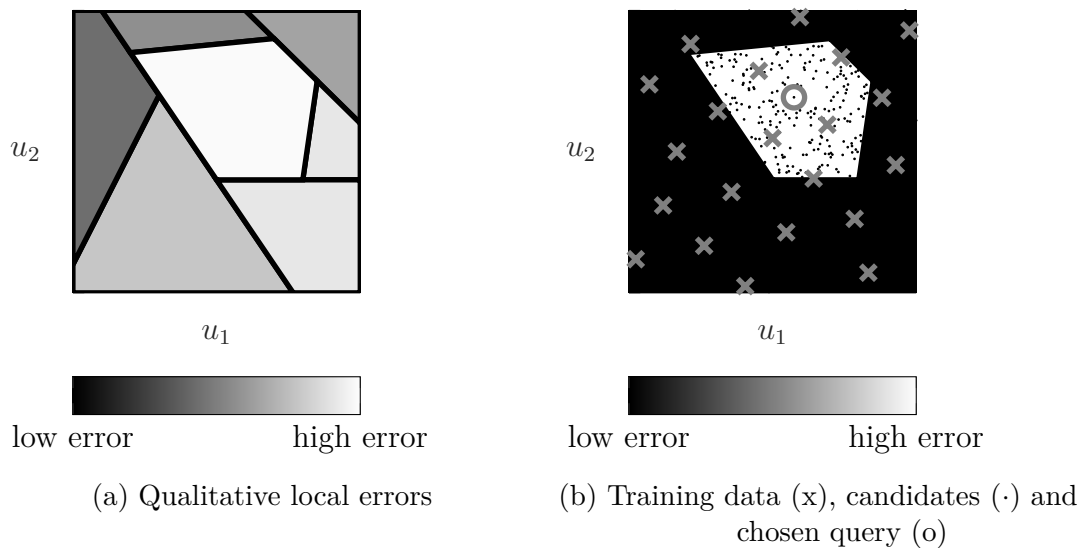 u₂
u₁
low error high error
(a) Qualitative local errors
u₂
u₁
low error high error
(b) Training data (x), candidates (·) and
chosen query (o)